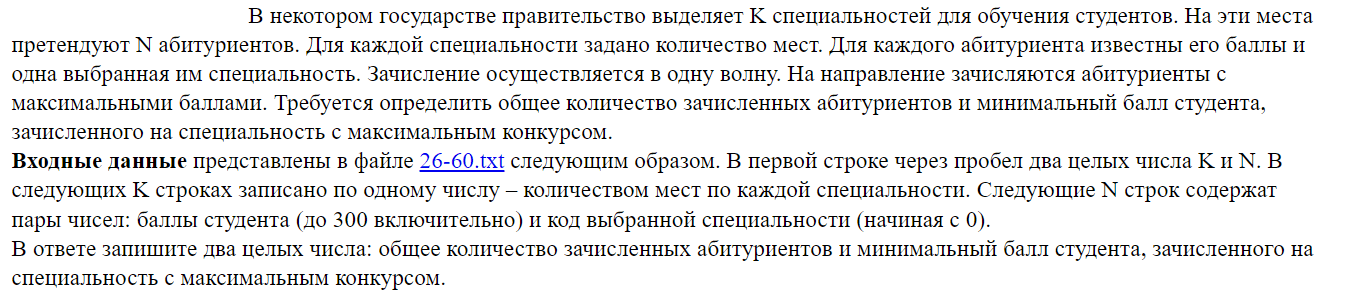 В некотором государстве правительство выделяет K специальностей для обучения студентов. На эти места
претендуют N абитуриентов. Для каждой специальности задано количество мест. Для каждого абитуриента известны его баллы и
одна выбранная им специальность. Зачисление осуществляется в одну волну. На направление зачисляются абитуриенты с
максимальными баллами. Требуется определить общее количество зачисленных абитуриентов и минимальный балл студента,
зачисленного на специальность с максимальным конкурсом.
Входные данные представлены в файле 26-60.txt следующим образом. В первой строке через пробел два целых числа K и N. В
следующих K строках записано по одному числу – количеством мест по каждой специальности. Следующие N строк содержат
пары чисел: баллы студента (до 300 включительно) и код выбранной специальности (начиная с 0).
В ответе запишите два целых числа: общее количество зачисленных абитуриентов и минимальный балл студента, зачисленного на
специальность с максимальным конкурсом.